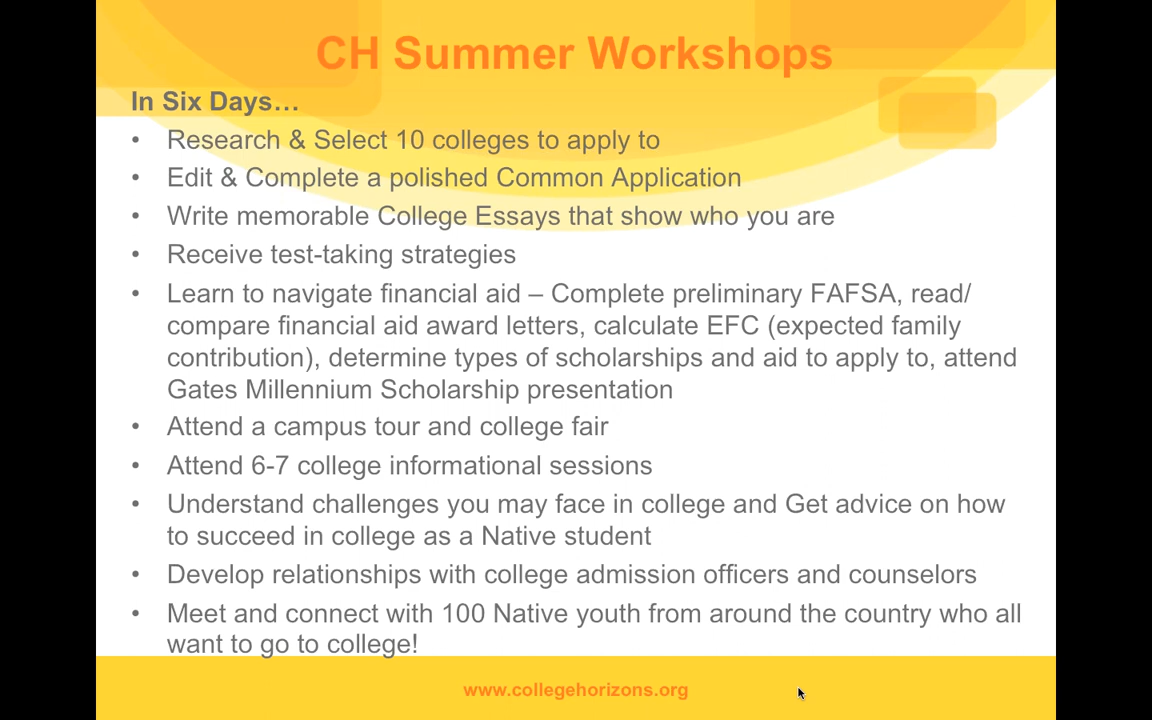 CH Summer Workshops
In Six Days…
• Research & Select 10 colleges to apply to
• Edit & Complete a polished Common Application
• Write memorable College Essays that show who you are
• Receive test-taking strategies
• Learn to navigate financial aid – Complete preliminary FAFSA, read/
compare financial aid award letters, calculate EFC (expected family
contribution), determine types of scholarships and aid to apply to, attend
Gates Millennium Scholarship presentation
• Attend a campus tour and college fair
• Attend 6-7 college informational sessions
• Understand challenges you may face in college and Get advice on how
to succeed in college as a Native student
• Develop relationships with college admission officers and counselors
• Meet and connect with 100 Native youth from around the country who all
want to go to college!
www.collegehorizons.org